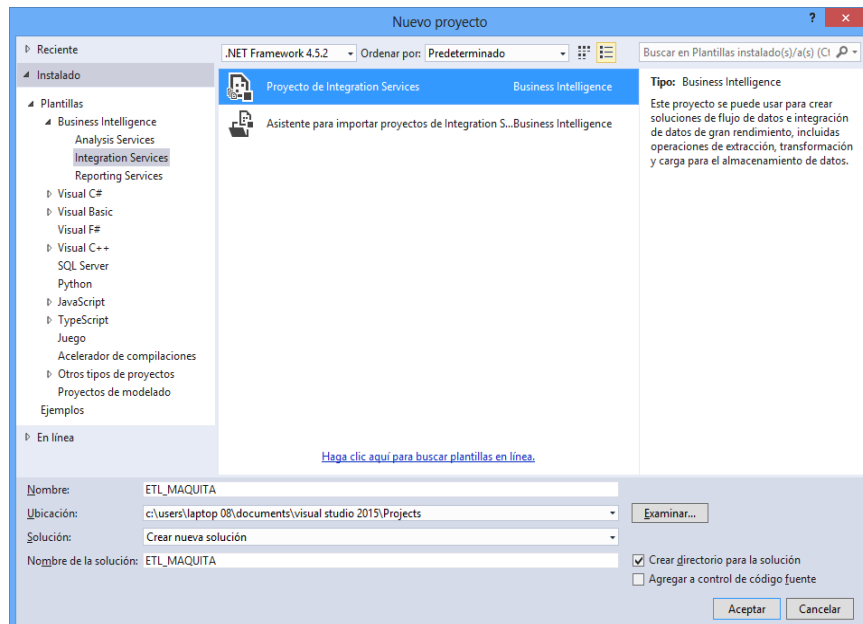 Nuevo proyecto
?
Reciente
.NET Framework 4.5.2
Ordenar por: Predeterminado
Buscar en Plantillas instalado(s)/a(s) (Ct
Instalado
Plantillas
Business Intelligence
Analysis Services
Integration Services
Reporting Services
Visual C#
Visual Basic
Visual F#
Visual C++
SQL Server
Python
JavaScript
TypeScript
Juego
Acelerador de compilaciones
Otros tipos de proyectos
Proyectos de modelado
Ejemplos
En línea
Proyecto de Integration Services Business Intelligence
Asistente para importar proyectos de Integration S...Business Intelligence
Haga clic aquí para buscar plantillas en línea.
Tipo: Business Intelligence
Este proyecto se puede usar para crear
soluciones de flujo de datos e integración
de datos de gran rendimiento, incluidas
operaciones de extracción, transformación
y carga para el almacenamiento de datos.
Nombre: ETL_MAQUITA
Ubicación: c:\users\laptop 08\documents\visual studio 2015\Projects
Examinar...
Solución: Crear nueva solución
Nombre de la solución: ETL_MAQUITA
Crear directorio para la solución
Agregar a control de código fuente
Aceptar
Cancelar